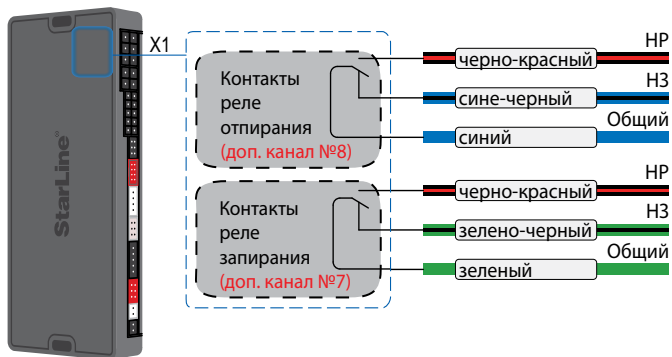 X1
StarLine®
Контакты
реле
отпирания
(доп. канал №8)
черно-красный
НР
сине-черный
НЗ
синий
Общий
Контакты
реле
запирания
(доп. канал №7)
черно-красный
НР
зелено-черный
НЗ
зеленый
Общий